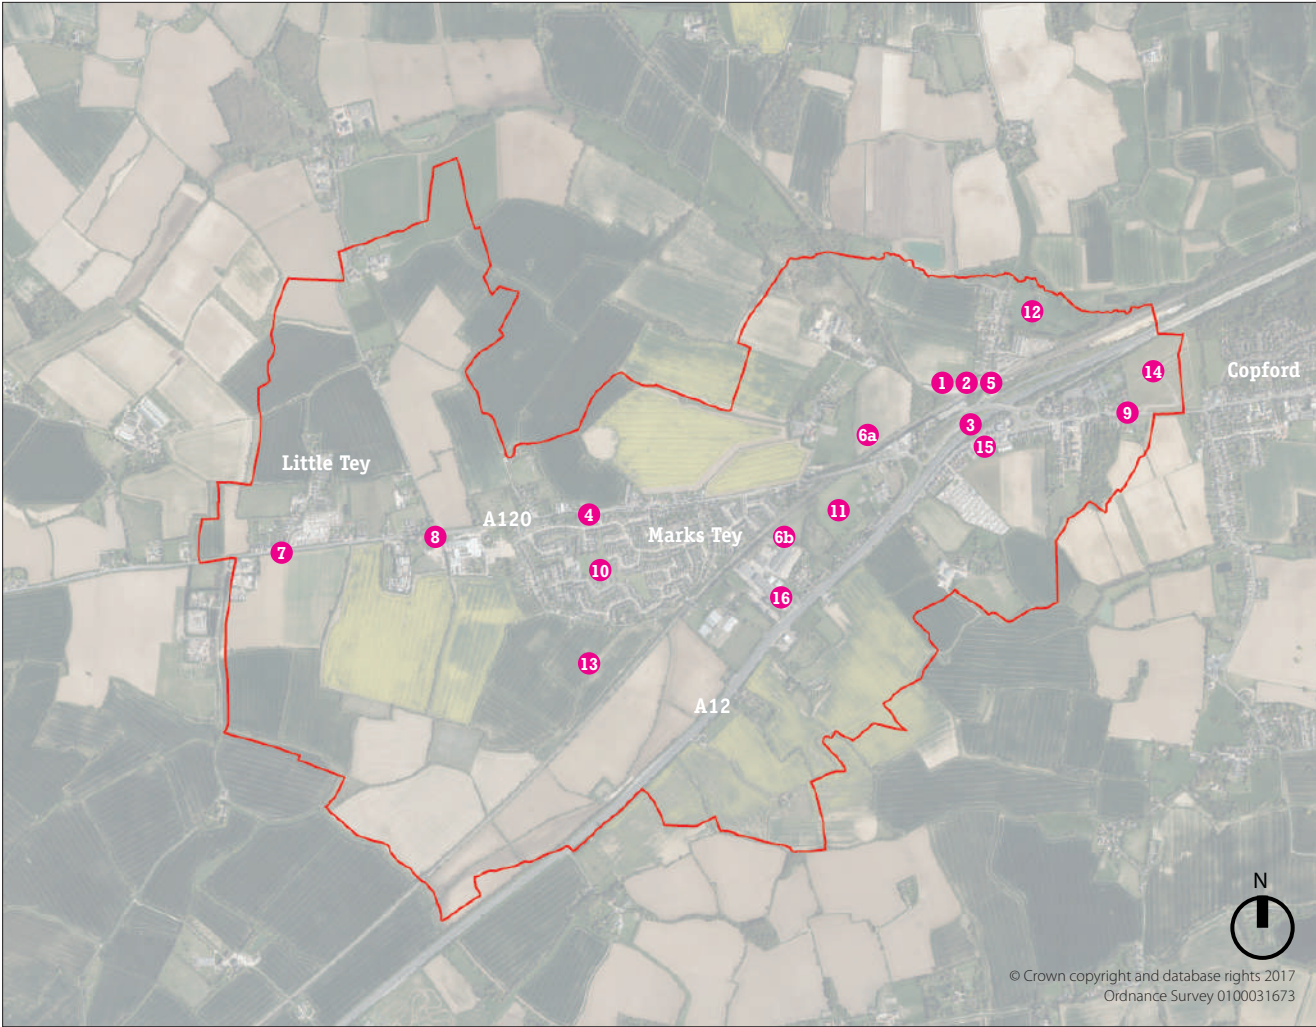 12
14
Copford
1
2
5
9
3
6a
15
Little Tey
11
4
A120
Marks Tey
6b
8
7
10
16
13
A12
N
© Crown copyright and database rights 2017
Ordnance Survey 0100031673